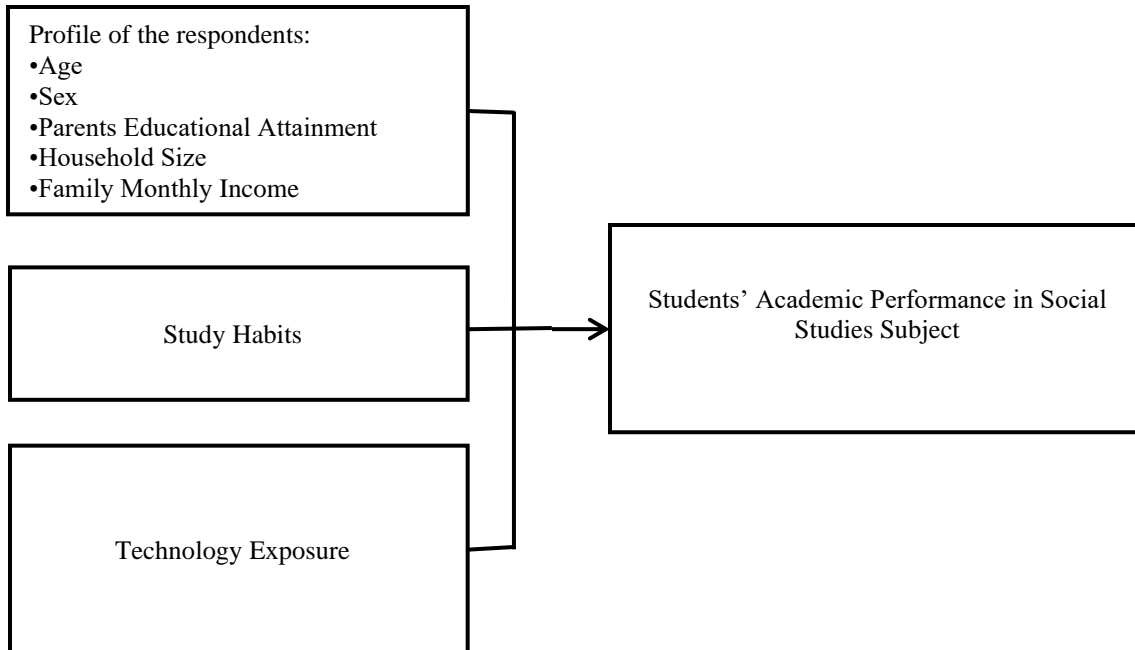 Profile of the respondents:
•Age
•Sex
•Parents Educational Attainment
•Household Size
•Family Monthly Income
Study Habits
Technology Exposure
Students’ Academic Performance in Social
Studies Subject